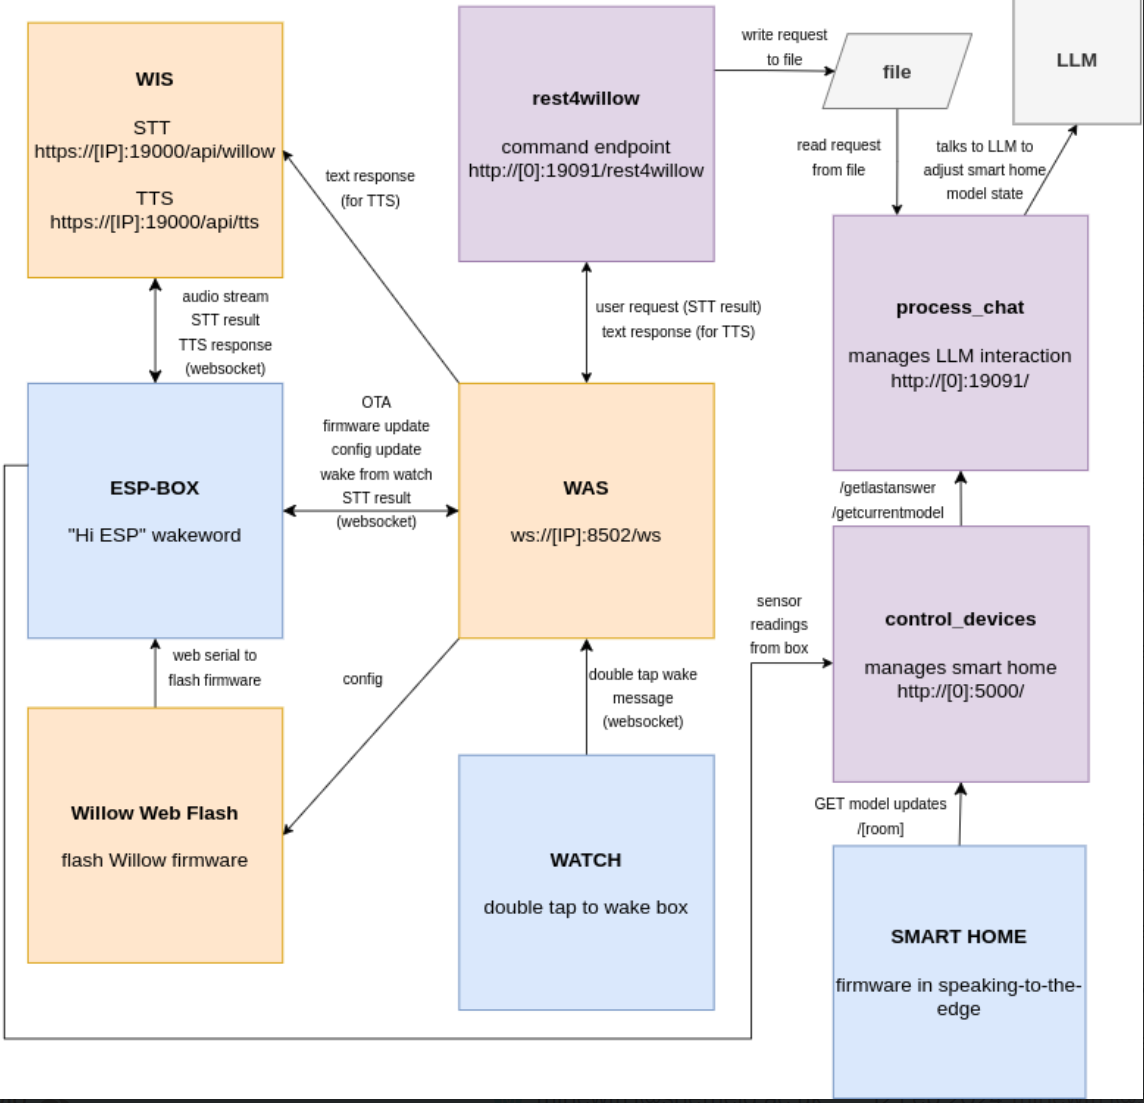 WIS
STT
https://[IP]:19000/api/willow
TTS
https://[IP]:19000/api/tts
text response
(for TTS)
rest4willow
command endpoint
http://[0]:19091/rest4willow
write request
to file
file
LLM
read request
from file
talks to LLM to
adjust smart home
model state
audio stream
STT result
TTS response
(websocket)
user request (STT result)
text response (for TTS)
process_chat
manages LLM interaction
http://[0]:19091/
ESP-BOX
"Hi ESP" wakeword
OTA
firmware update
config update
wake from watch
STT result
(websocket)
WAS
ws://[IP]:8502/ws
/getlastanswer
/getcurrentmodel
sensor
readings
from box
control_devices
manages smart home
http://[0]:5000/
web serial to
flash firmware
config
double tap wake
message
(websocket)
Willow Web Flash
flash Willow firmware
WATCH
double tap to wake box
GET model updates
/[room]
SMART HOME
firmware in speaking-to-the-
edge